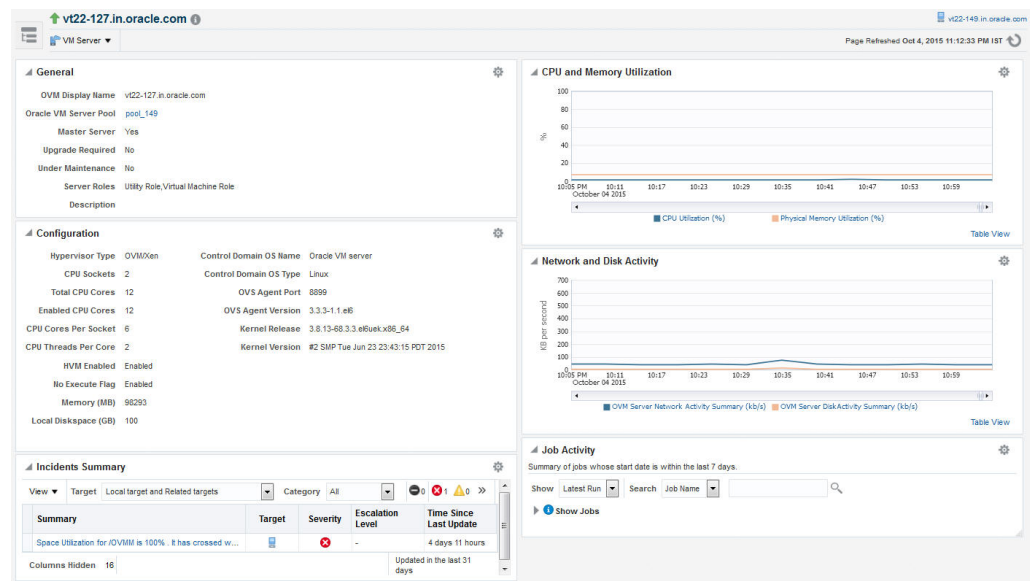 vt22-127.in.oracle.com
vt22-149.in.oracle.com
VM Server
Page Refreshed Oct 4, 2015 11:12:33 PM IST
General
OVM Display Name vt22-127.in.oracle.com
Oracle VM Server Pool pool_149
Master Server Yes
Upgrade Required No
Under Maintenance No
Server Roles Utility Role,Virtual Machine Role
Description
Configuration
Hypervisor Type OVM/Xen Control Domain OS Name Oracle VM server
CPU Sockets 2 Control Domain OS Type Linux
Total CPU Cores 12 OVS Agent Port 8899
Enabled CPU Cores 12 OVS Agent Version 3.3.3-1.1.el6
CPU Cores Per Socket 6 Kernel Release 3.8.13-68.3.3.el6uek.x86_64
CPU Threads Per Core 2 Kernel Version #2 SMP Tue Jun 23 23:43:15 PDT 2015
HVM Enabled Enabled
No Execute Flag Enabled
Memory (MB) 98293
Local Diskspace (GB) 100
Incidents Summary
View Target Local target and Related targets Category All 0 1 0 »
Summary Target Severity Escalation Level Time Since Last Update
Space Utilization for /OVMM is 100% . It has crossed w... - 4 days 11 hours
Columns Hidden 16 Updated in the last 31 days
CPU and Memory Utilization
100
80
60
%
40
20
0
10:05 PM 10:11 10:17 10:23 10:29 10:35 10:41 10:47 10:53 10:59
October 04 2015
CPU Utilization (%) Physical Memory Utilization (%)
Table View
Network and Disk Activity
700
600
500
400
KB per second
300
200
100
0
10:05 PM 10:11 10:17 10:23 10:29 10:35 10:41 10:47 10:53 10:59
October 04 2015
OVM Server Network Activity Summary (kb/s) OVM Server DiskActivity Summary (kb/s)
Table View
Job Activity
Summary of jobs whose start date is within the last 7 days.
Show Latest Run Search Job Name
Show Jobs